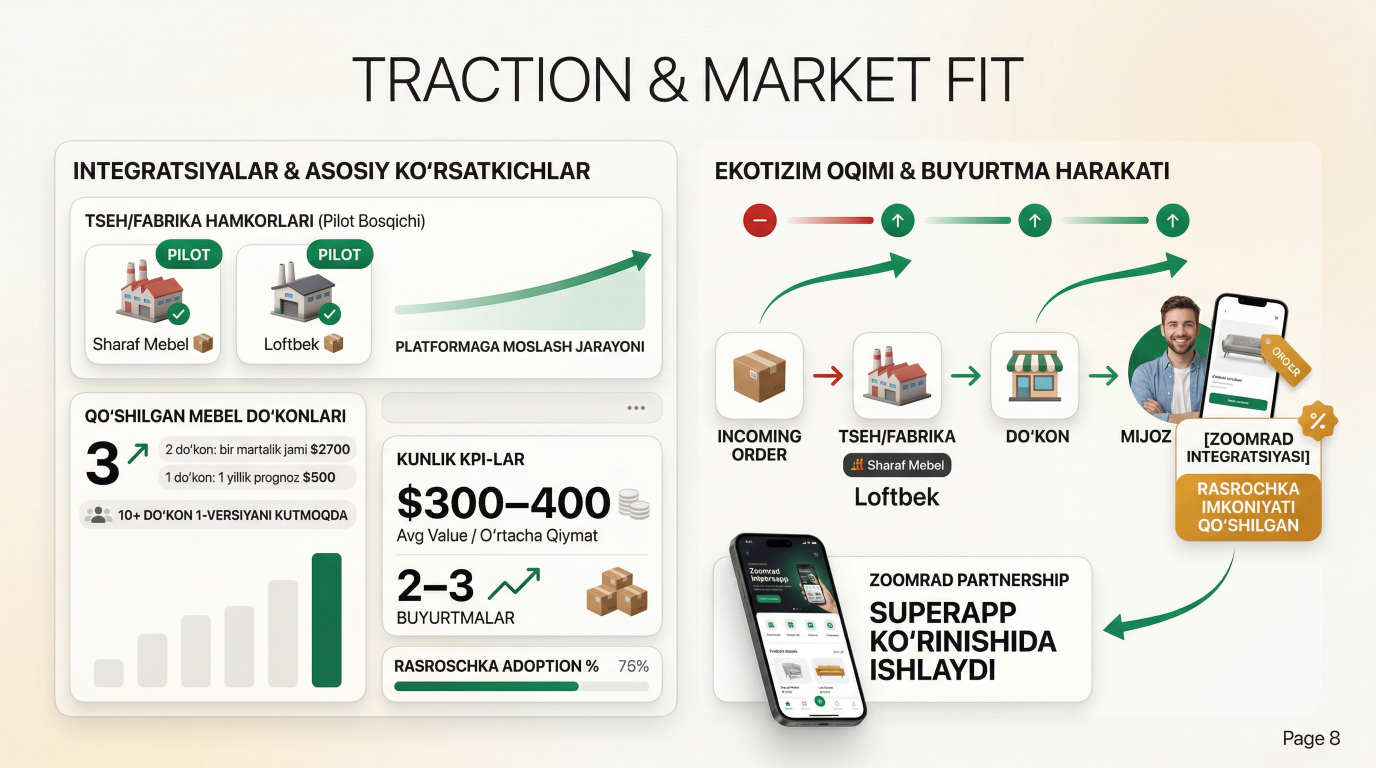 TRACTION & MARKET FIT
INTEGRATSIYALAR & ASOSIY KO‘RSATKICHLAR
TSEH/FABRIKA HAMKORLARI (Pilot Bosqichi)
PILOT
PILOT
Sharaf Mebel
Loftbek
PLATFORMAGA MOSLASH JARAYONI
QO‘SHILGAN MEBEL DO‘KONLARI
3
2 do‘kon: bir martalik jami $2700
1 do‘kon: 1 yillik prognoz $500
10+ DO‘KON 1-VERSIYANI KUTMOQDA
KUNLIK KPI-LAR
$300–400
Avg Value / O‘rtacha Qiymat
2–3
BUYURTMALAR
RASROSCHKA ADOPTION % 76%
EKOTIZIM OQIMI & BUYURTMA HARAKATI
INCOMING
ORDER
TSEH/FABRIKA
Sharaf Mebel
Loftbek
DO‘KON
MIJOZ
ORDER
%
[ZOOMRAD
INTEGRATSIYASI]
RASROCHKA
IMKONIYATI
QO‘SHILGAN
Zoomrad
ZOOMRAD PARTNERSHIP
SUPERAPP
KO‘RINISHIDA
ISHLAYDI
Page 8